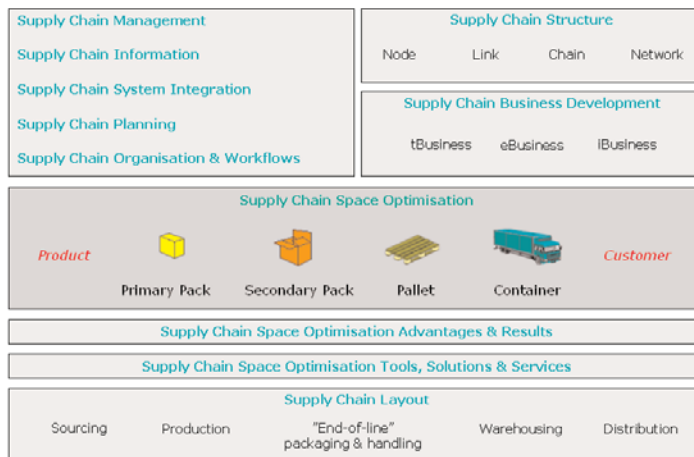 Supply Chain Management
Supply Chain Information
Supply Chain System Integration
Supply Chain Planning
Supply Chain Organisation & Workflows
Supply Chain Structure
Node Link Chain Network
Supply Chain Business Development
tBusiness eBusiness iBusiness
Supply Chain Space Optimisation
Product Customer
Primary Pack Secondary Pack Pallet Container
Supply Chain Space Optimisation Advantages & Results
Supply Chain Space Optimisation Tools, Solutions & Services
Supply Chain Layout
Sourcing Production "End-of-line" Warehousing Distribution
packaging & handling